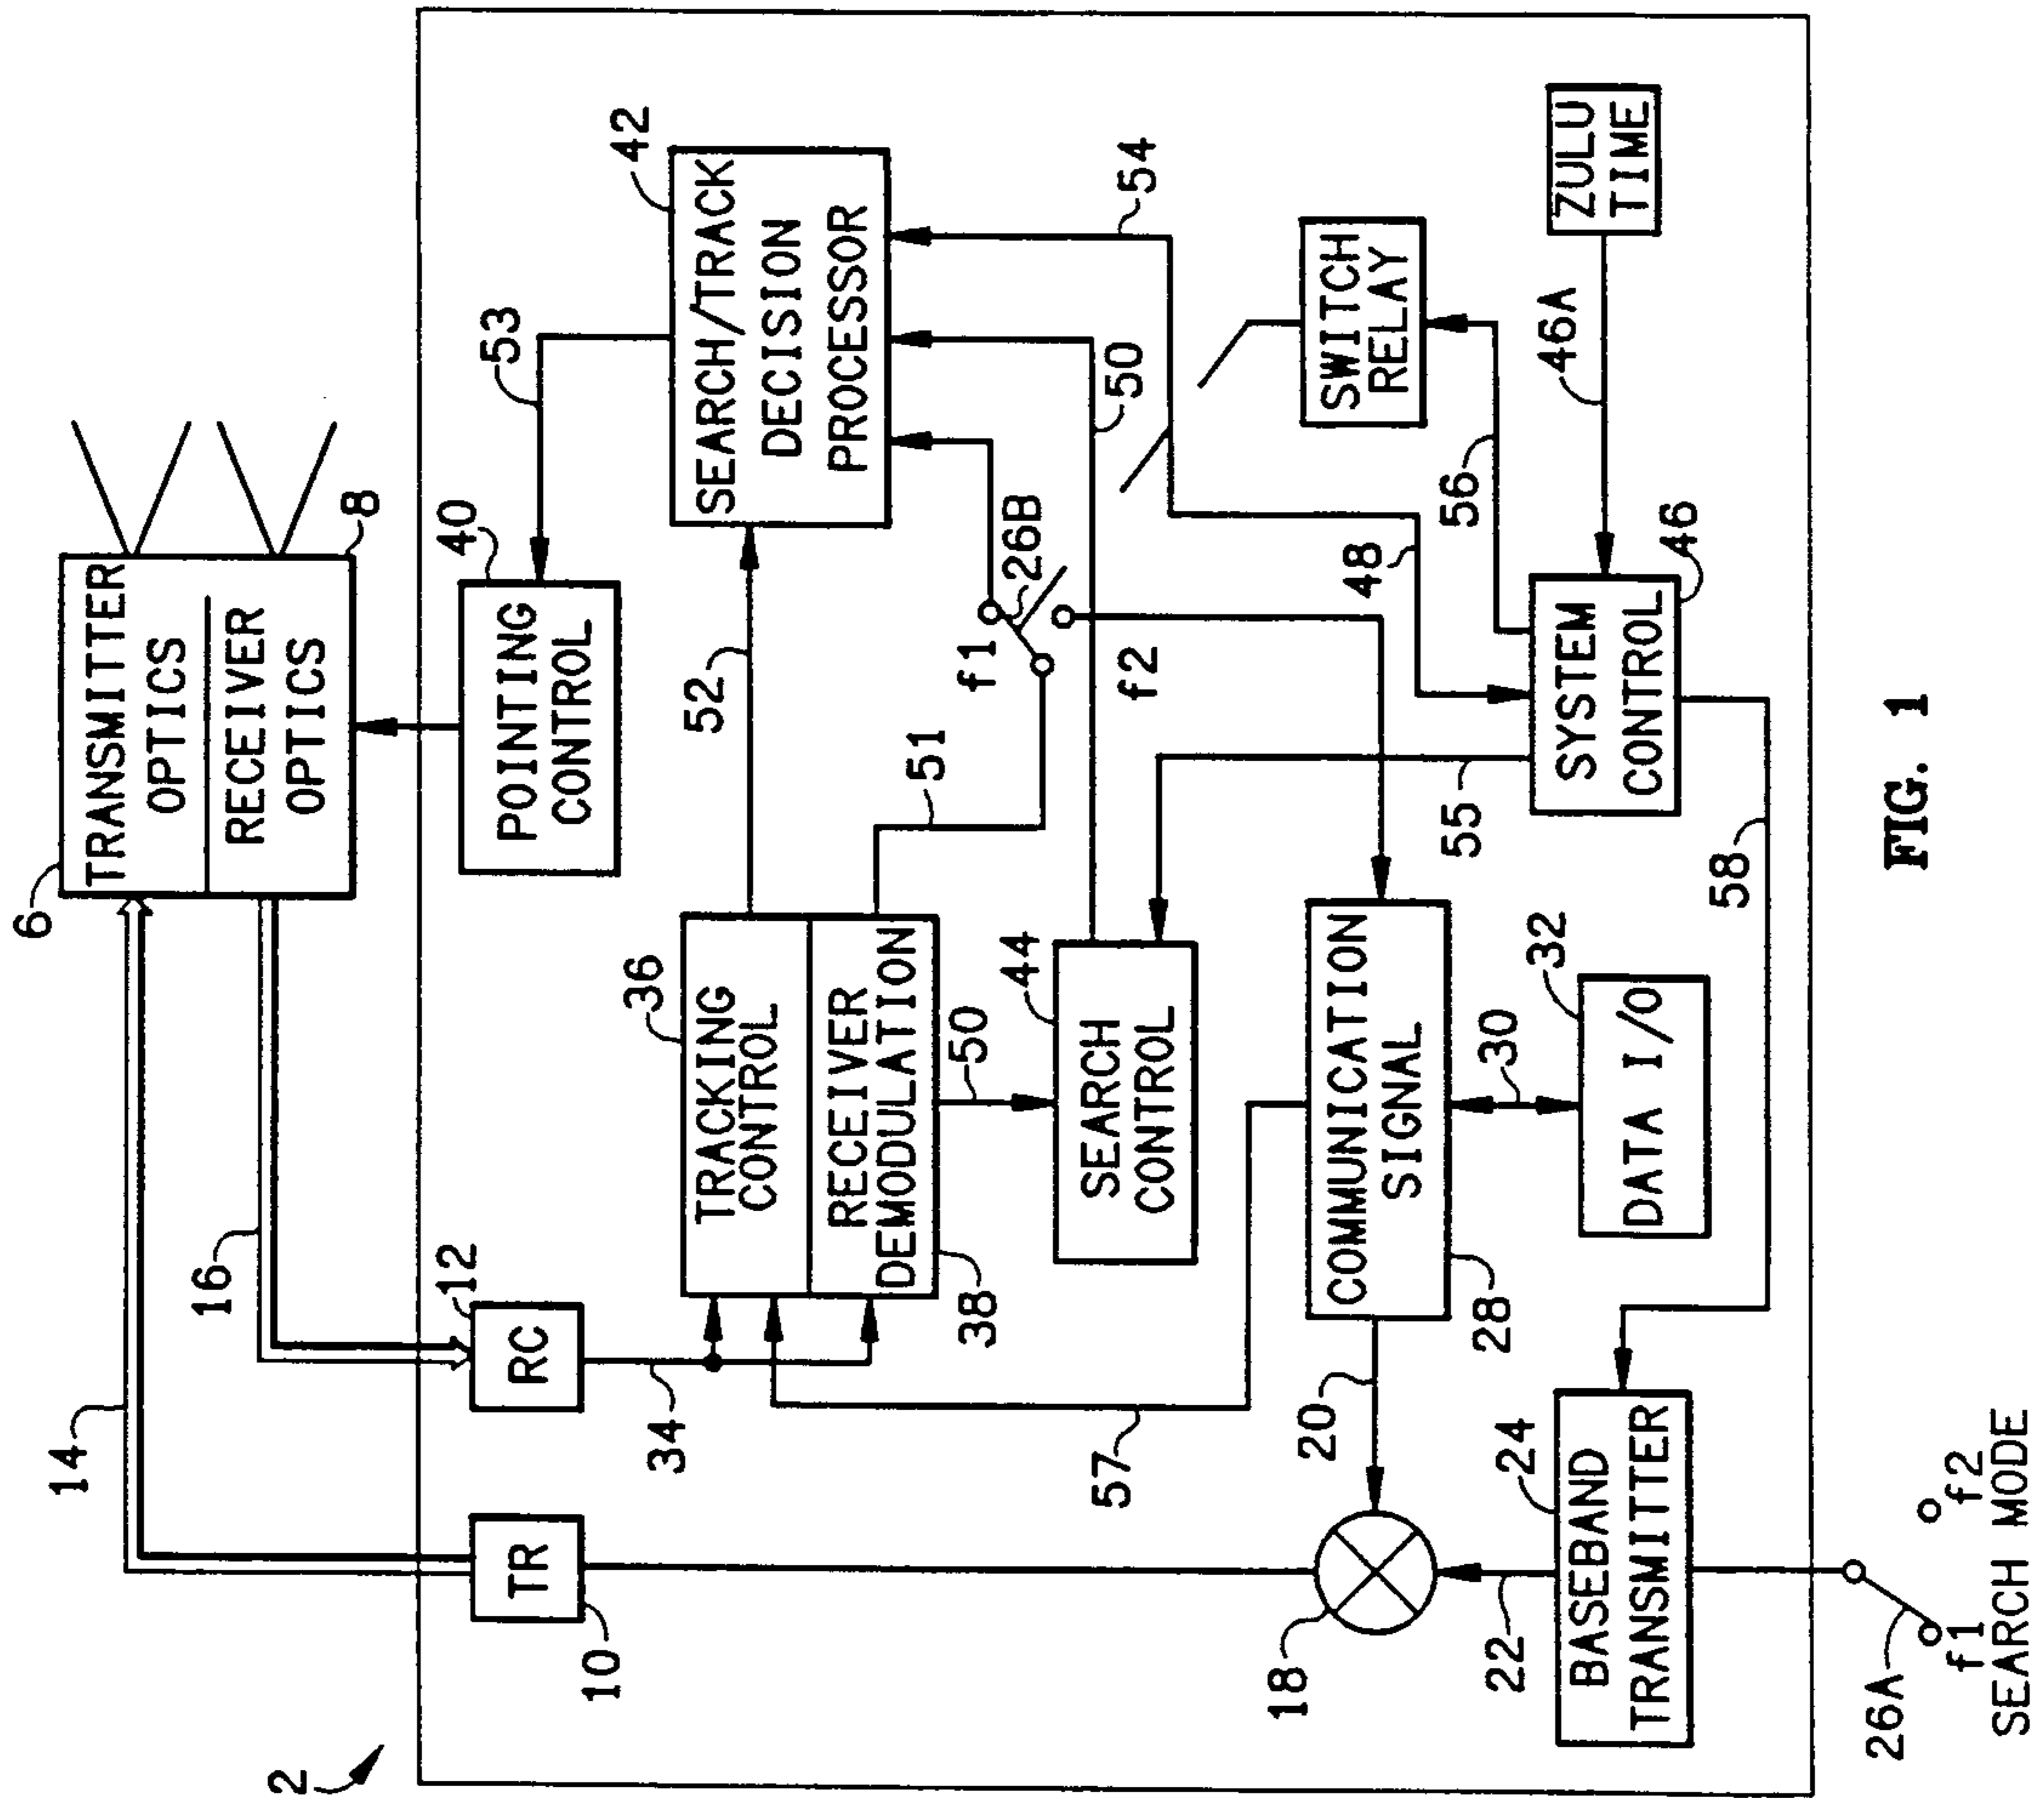 2
14
16
6
TRANSMITTER
OPTICS
RECEIVER
OPTICS
8
10
TR
12
RC
34
40
POINTING
CONTROL
53
36
TRACKING
CONTROL
RECEIVER
DEMODULATION
38
52
42
SEARCH/TRACK
DECISION
PROCESSOR
51
f1
26B
f2
50
44
SEARCH
CONTROL
50
54
57
18
20
COMMUNICATION
SIGNAL
28
48
SWITCH
RELAY
56
55
30
22
24
BASEBAND
TRANSMITTER
32
DATA I/O
SYSTEM
CONTROL
46
46A
ZULU
TIME
58
26A
f1
f2
SEARCH MODE
FIG. 1